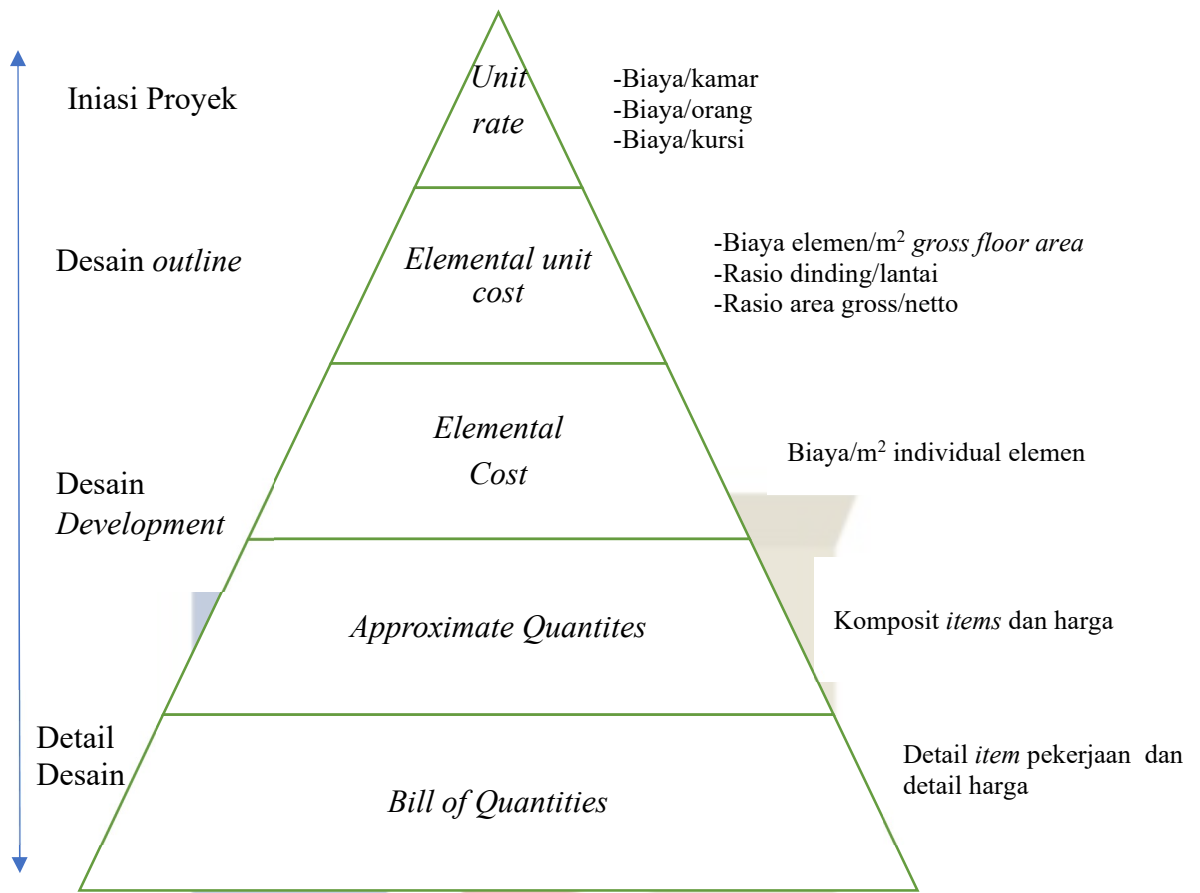 Iniasi Proyek
Unit
rate
-Biaya/kamar
-Biaya/orang
-Biaya/kursi
Desain outline
Elemental unit
cost
-Biaya elemen/m² gross floor area
-Rasio dinding/lantai
-Rasio area gross/netto
Desain
Development
Elemental
Cost
Biaya/m² individual elemen
Approximate Quantites
Komposit items dan harga
Detail
Desain
Bill of Quantities
Detail item pekerjaan dan
detail harga